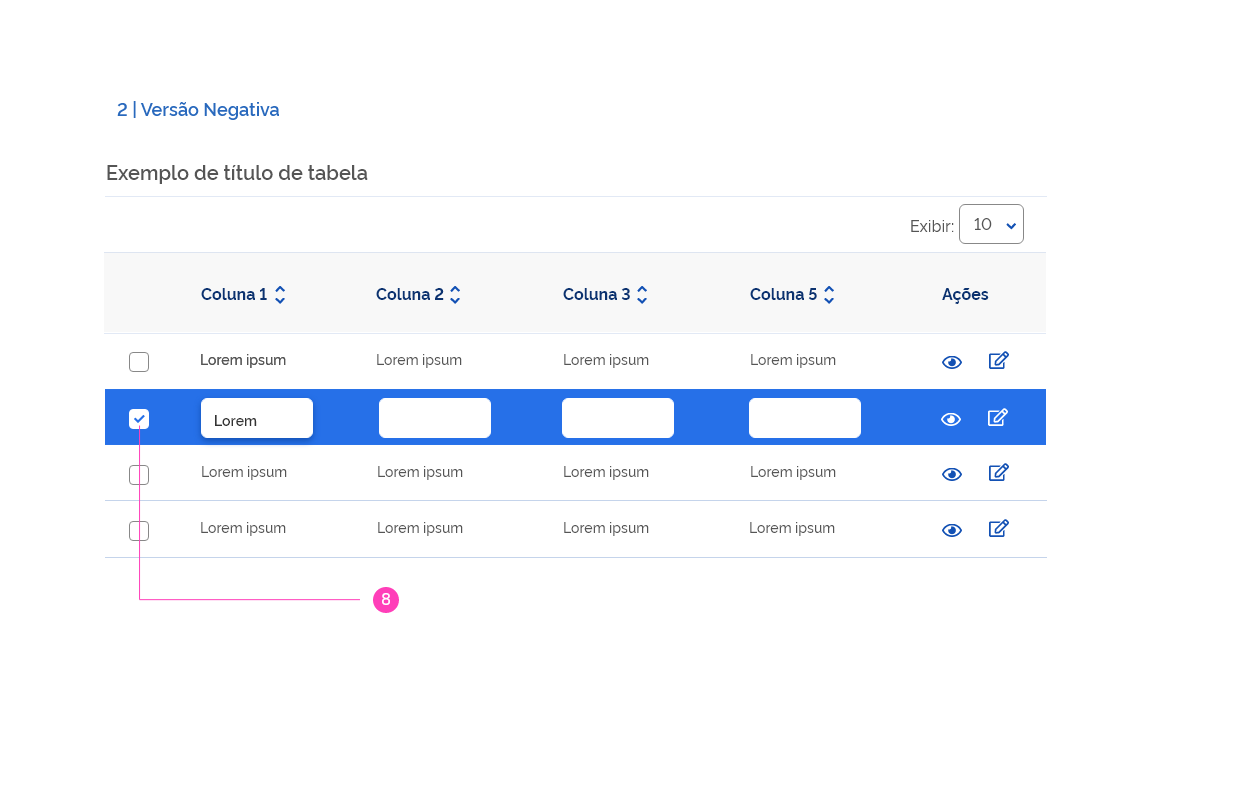 2 | Versão Negativa
Exemplo de título de tabela
Exibir: 10
Coluna 1 Coluna 2 Coluna 3 Coluna 5 Ações
Lorem ipsum Lorem ipsum Lorem ipsum Lorem ipsum
Lorem
Lorem ipsum Lorem ipsum Lorem ipsum Lorem ipsum
Lorem ipsum Lorem ipsum Lorem ipsum Lorem ipsum
8